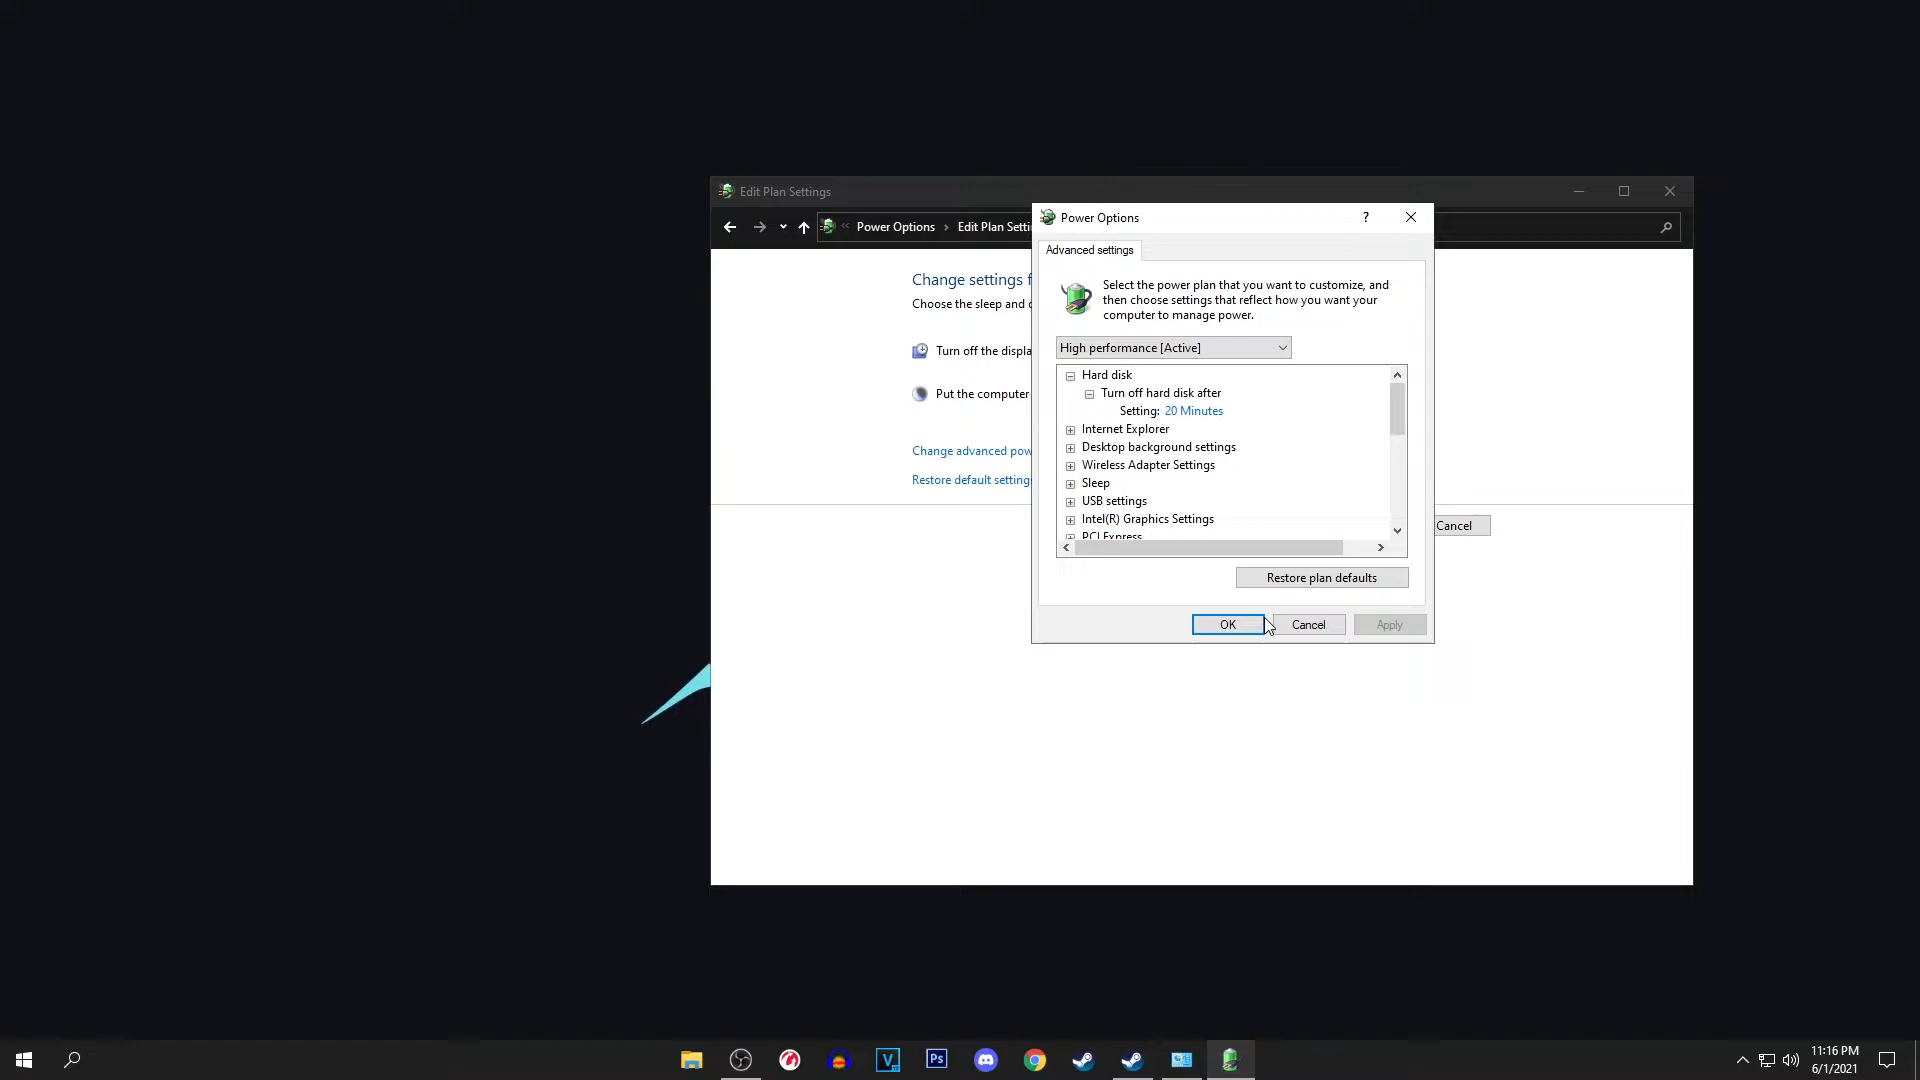 Edit Plan Settings
Power Options
Edit Plan Setti
Power Options
Advanced settings
Change settings f
Choose the sleep and
Select the power plan that you want to customize, and
then choose settings that reflect how you want your
computer to manage power.
Turn off the displa
High performance [Active]
Put the computer
Hard disk
Turn off hard disk after
Setting: 20 Minutes
Internet Explorer
Desktop background settings
Change advanced pow
Wireless Adapter Settings
Restore default settings
Sleep
USB settings
Intel(R) Graphics Settings
PCI Express
Cancel
Restore plan defaults
OK
Cancel
Apply
V
Ps
11:16 PM
6/1/2021